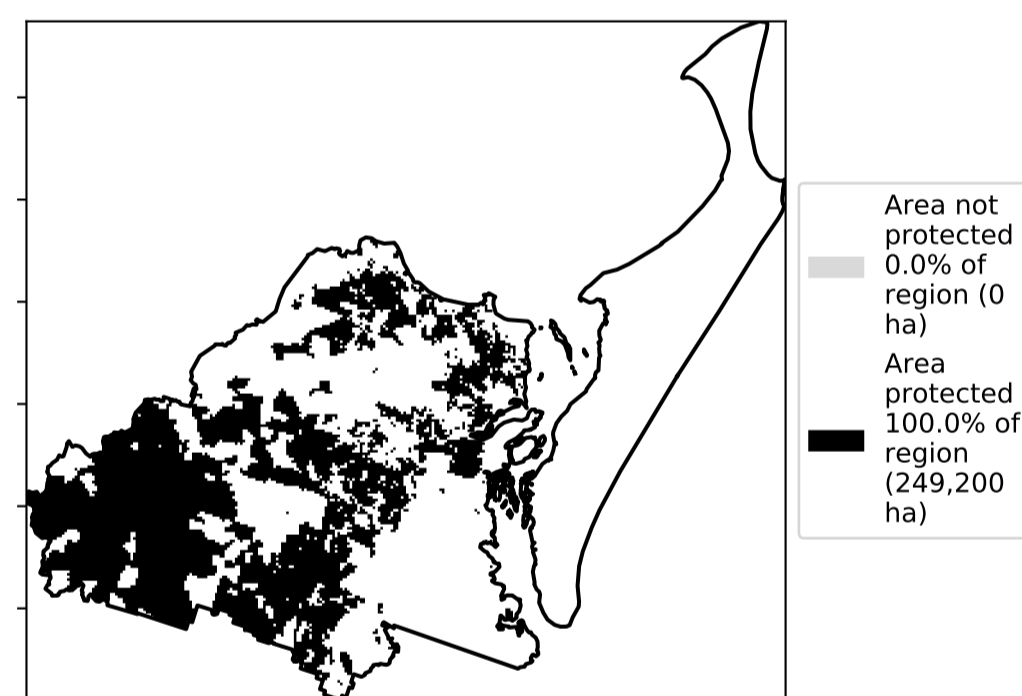 Area not
protected
0.0% of
region (0
ha)
Area
protected
100.0% of
region
(249,200
ha)